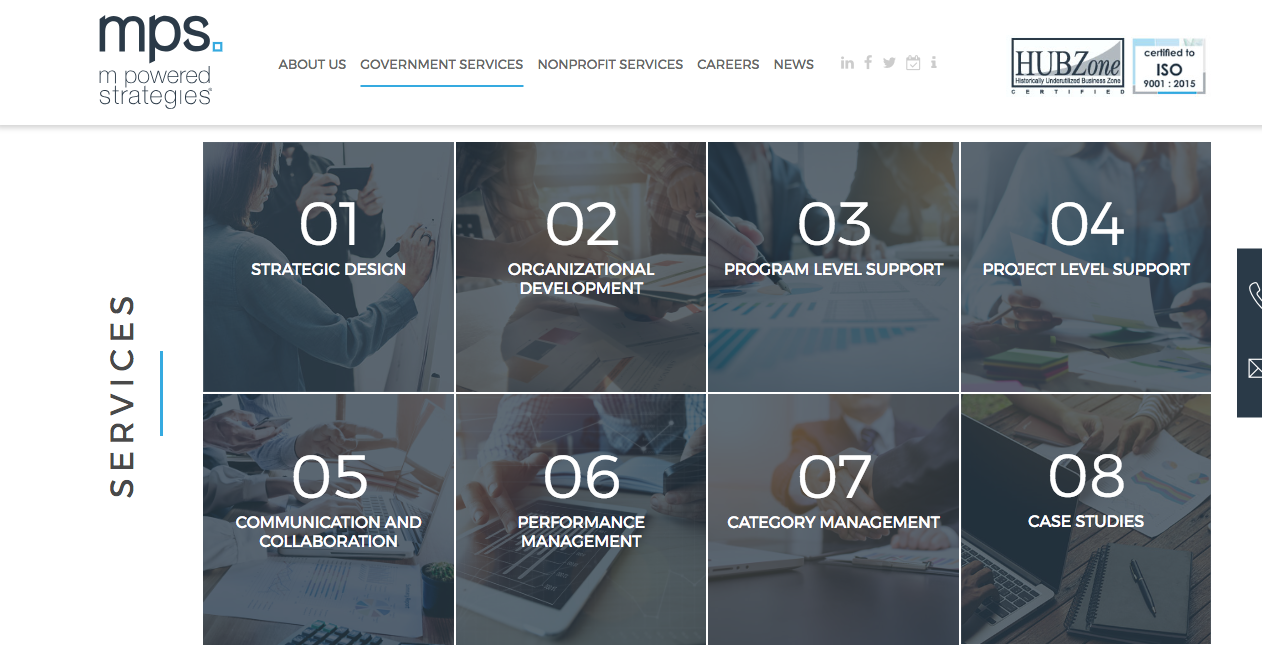 mps.
m powered
strategies®
ABOUT US
GOVERNMENT SERVICES
NONPROFIT SERVICES
CAREERS
NEWS
HUBZone
Historically Underutilized Business Zone
CERTIFIED
certified to
ISO
9001 : 2015
SERVICES
01
STRATEGIC DESIGN
02
ORGANIZATIONAL
DEVELOPMENT
03
PROGRAM LEVEL SUPPORT
04
PROJECT LEVEL SUPPORT
05
COMMUNICATION AND
COLLABORATION
06
PERFORMANCE
MANAGEMENT
07
CATEGORY MANAGEMENT
08
CASE STUDIES